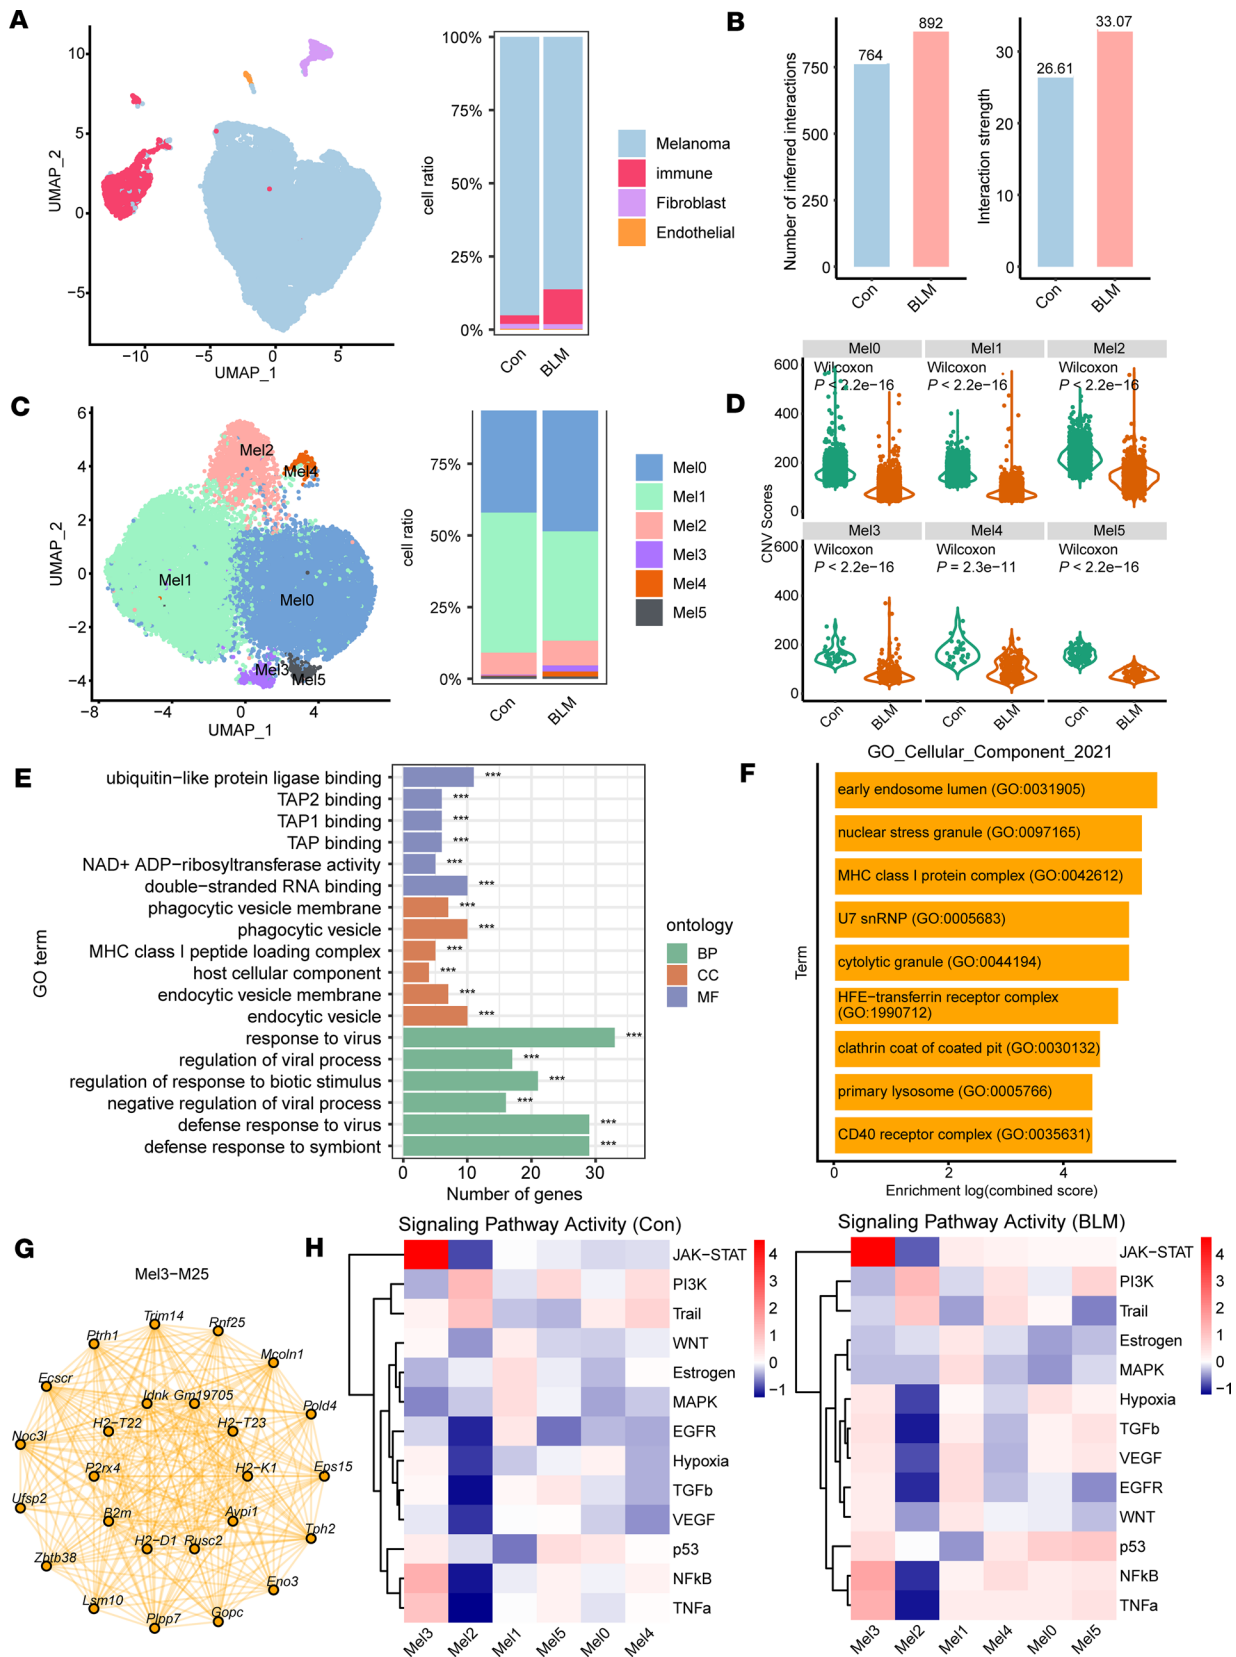 A
10
5
0
−5
UMAP_2
−10
−5
0
5
UMAP_1
100%
75%
50%
25%
0%
cell ratio
Con
BLM
Melanoma
immune
Fibroblast
Endothelial
B
764
892
750
500
250
0
Number of inferred interactions
Con
BLM
26.61
33.07
30
20
10
0
Interaction strength
Con
BLM
C
6
4
2
0
−2
−4
UMAP_2
Mel2
Mel4
Mel1
Mel0
Mel3
Mel5
−8
−4
0
4
UMAP_1
75%
50%
25%
0%
cell ratio
Con
BLM
Mel0
Mel1
Mel2
Mel3
Mel4
Mel5
D
CNV Scores
Mel0
Mel1
Mel2
600
400
200
0
Wilcoxon
P < 2.2e−16
Wilcoxon
P < 2.2e−16
Wilcoxon
P < 2.2e−16
Mel3
Mel4
Mel5
600
400
200
0
Wilcoxon
P < 2.2e−16
Wilcoxon
P = 2.3e−11
Wilcoxon
P < 2.2e−16
Con
BLM
Con
BLM
Con
BLM
E
GO term
ubiquitin−like protein ligase binding ***
TAP2 binding ***
TAP1 binding ***
TAP binding ***
NAD+ ADP−ribosyltransferase activity ***
double−stranded RNA binding ***
phagocytic vesicle membrane ***
phagocytic vesicle ***
MHC class I peptide loading complex ***
host cellular component ***
endocytic vesicle membrane ***
endocytic vesicle ***
response to virus ***
regulation of viral process ***
regulation of response to biotic stimulus ***
negative regulation of viral process ***
defense response to virus ***
defense response to symbiont ***
0
10
20
30
Number of genes
ontology
BP
CC
MF
F
GO_Cellular_Component_2021
Term
early endosome lumen (GO:0031905)
nuclear stress granule (GO:0097165)
MHC class I protein complex (GO:0042612)
U7 snRNP (GO:0005683)
cytolytic granule (GO:0044194)
HFE−transferrin receptor complex
(GO:1990712)
clathrin coat of coated pit (GO:0030132)
primary lysosome (GO:0005766)
CD40 receptor complex (GO:0035631)
0
2
4
Enrichment log(combined score)
G
Mel3−M25
Trim14
Rnf25
Ptrh1
Mcoln1
Ecscr
Idnk
Gm19705
Pold4
H2−T22
H2−T23
Noc3l
P2rx4
H2−K1
Eps15
Ufsp2
B2m
Avpi1
Tph2
H2−D1
Rusc2
Zbtb38
Eno3
Lsm10
Plpp7
Gopc
H
Signaling Pathway Activity (Con)
JAK−STAT
PI3K
Trail
WNT
Estrogen
MAPK
EGFR
Hypoxia
TGFb
VEGF
p53
NFkB
TNFa
Mel3
Mel2
Mel1
Mel5
Mel0
Mel4
4
3
2
1
0
−1
Signaling Pathway Activity (BLM)
JAK−STAT
PI3K
Trail
Estrogen
MAPK
Hypoxia
TGFb
VEGF
EGFR
WNT
p53
NFkB
TNFa
Mel3
Mel2
Mel1
Mel4
Mel0
Mel5
4
3
2
1
0
−1